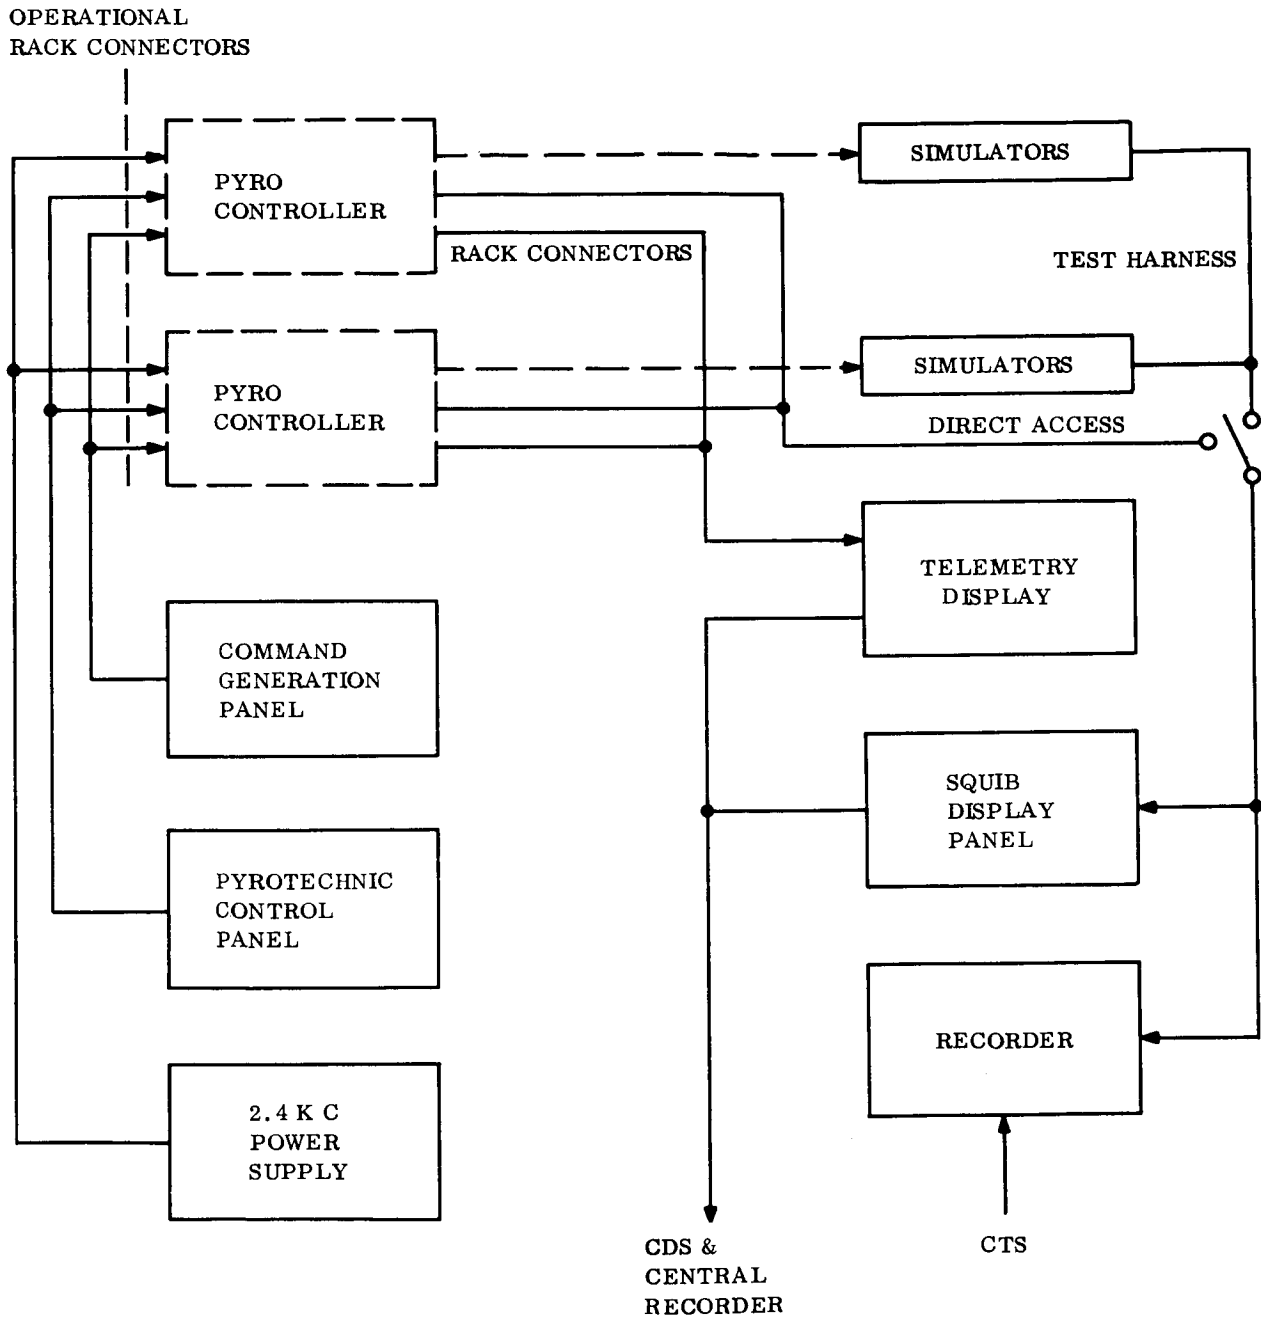 OPERATIONAL
RACK CONNECTORS
PYRO
CONTROLLER
SIMULATORS
RACK CONNECTORS
TEST HARNESS
PYRO
CONTROLLER
SIMULATORS
DIRECT ACCESS
TELEMETRY
DISPLAY
COMMAND
GENERATION
PANEL
SQUIB
DISPLAY
PANEL
PYROTECHNIC
CONTROL
PANEL
RECORDER
2.4 K C
POWER
SUPPLY
CDS &
CENTRAL
RECORDER
CTS